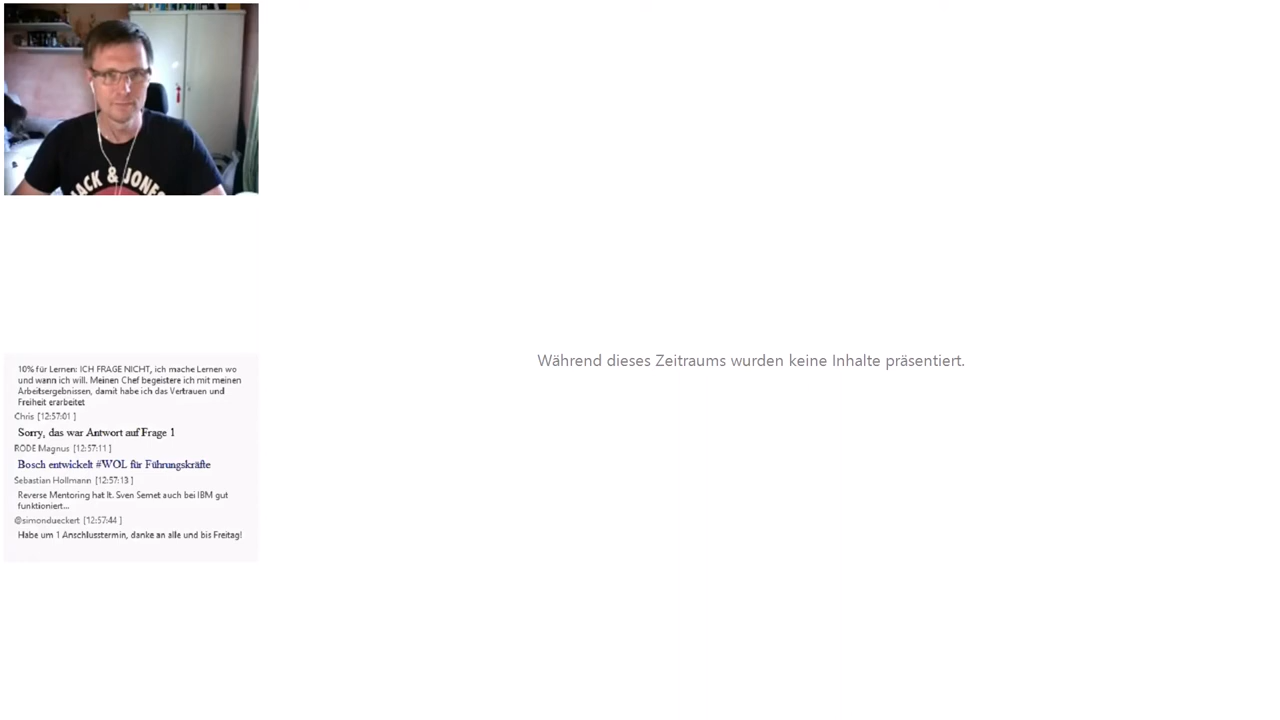 JACK & JONES
10% für Lernen: ICH FRAGE NICHT, ich mache Lernen wo
und wann ich will. Meinen Chef begeistere ich mit meinen
Arbeitsergebnissen, damit habe ich das Vertrauen und
Freiheit erarbeitet
Chris [12:57:01 ]
Sorry, das war Antwort auf Frage 1
RODE Magnus [12:57:11 ]
Bosch entwickelt #WOL für Führungskräfte
Sebastian Hollmann [12:57:13 ]
Reverse Mentoring hat lt. Sven Semet auch bei IBM gut
funktioniert...
@simondueckert [12:57:44 ]
Habe um 1 Anschlusstermin, danke an alle und bis Freitag!
Während dieses Zeitraums wurden keine Inhalte präsentiert.